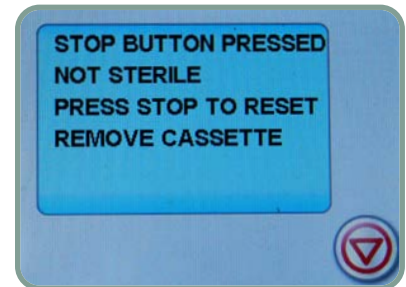 STOP BUTTON PRESSED
NOT STERILE
PRESS STOP TO RESET
REMOVE CASSETTE